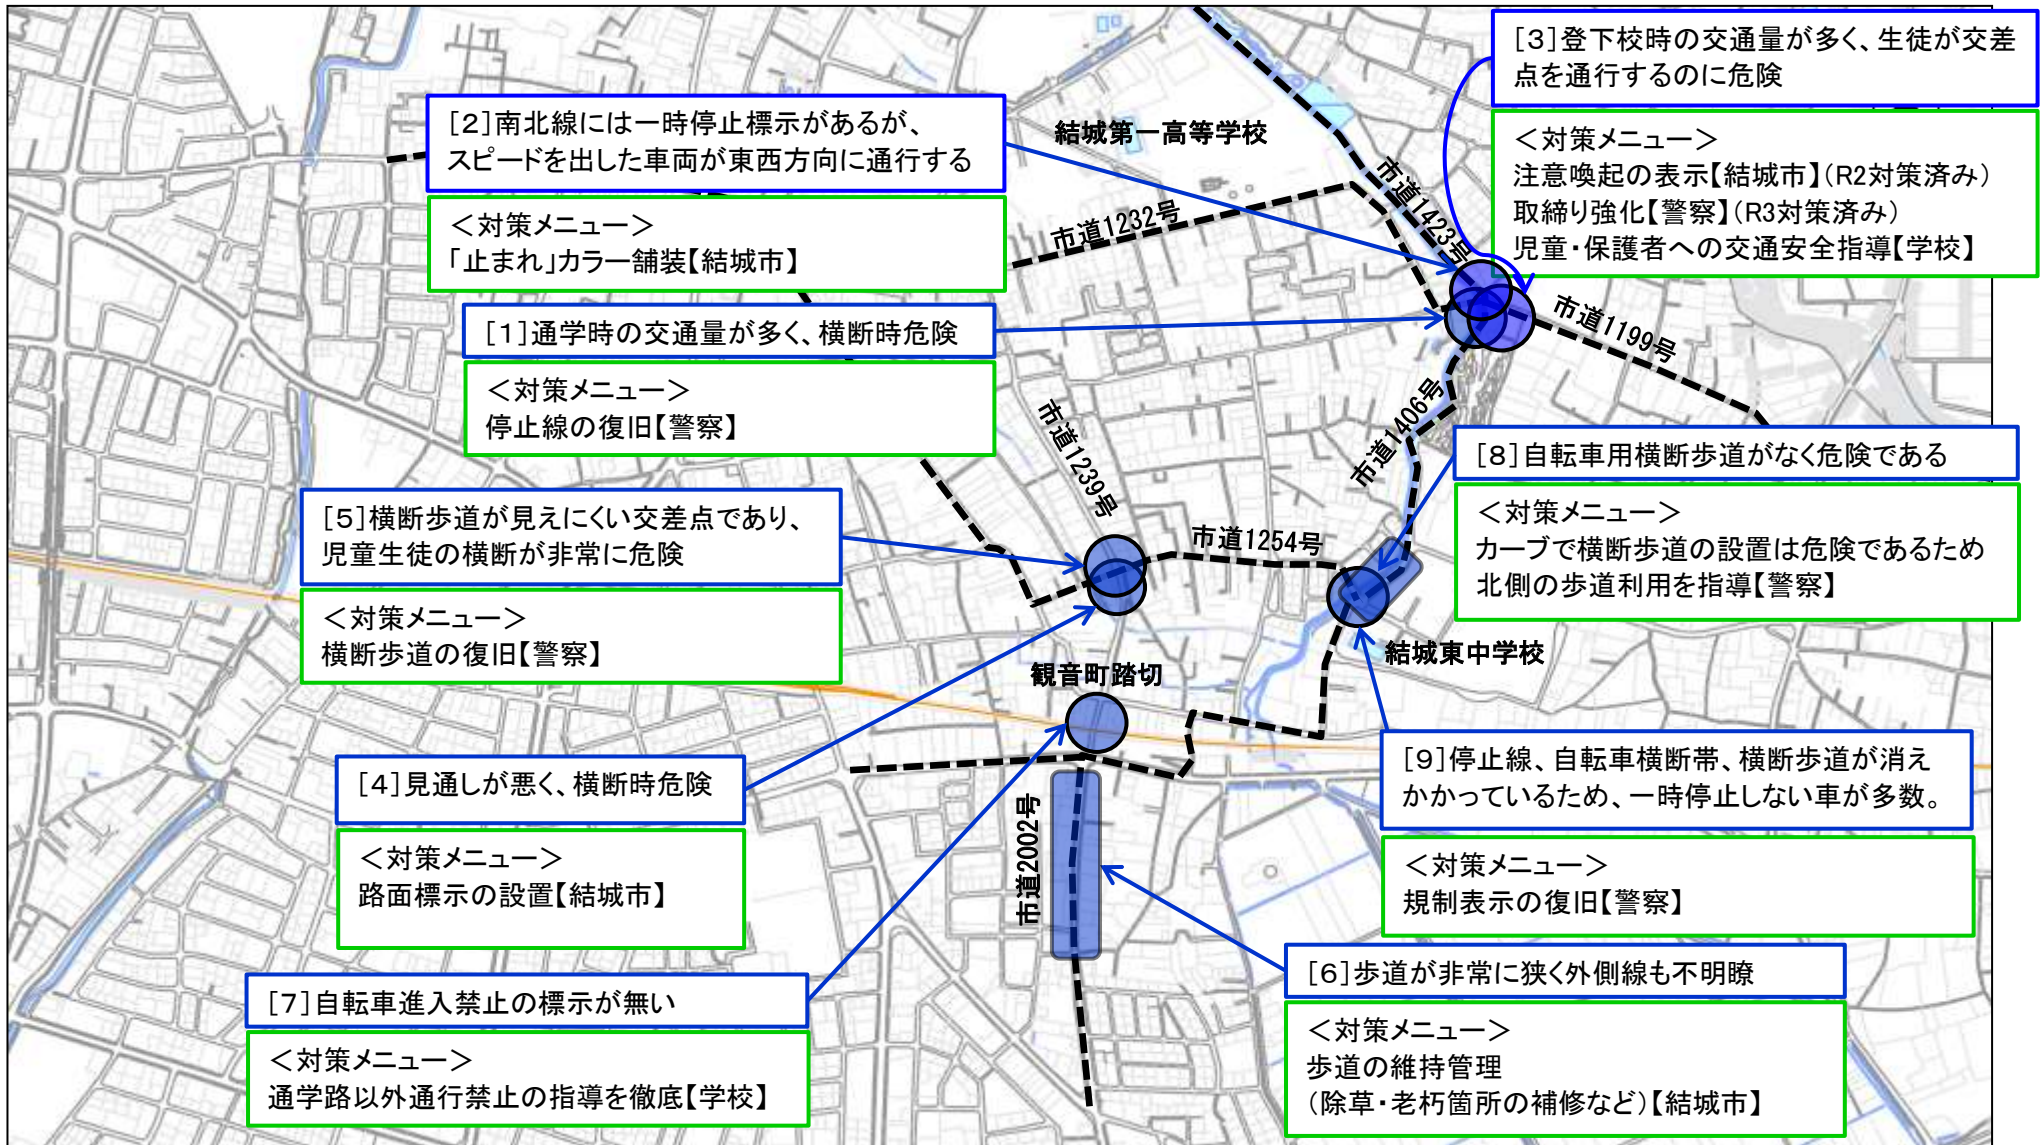 [3]登下校時の交通量が多く、生徒が交差
点を通行するのに危険
<対策メニュー>
注意喚起の表示【結城市】(R2対策済み)
取締り強化【警察】(R3対策済み)
児童・保護者への交通安全指導【学校】
[2]南北線には一時停止標示があるが、
スピードを出した車両が東西方向に通行する
<対策メニュー>
「止まれ」カラー舗装【結城市】
結城第一高等学校
市道1423号
市道1232号
[1]通学時の交通量が多く、横断時危険
<対策メニュー>
停止線の復旧【警察】
市道1199号
市道1406号
市道1239号
[8]自転車用横断歩道がなく危険である
<対策メニュー>
カーブで横断歩道の設置は危険であるため
北側の歩道利用を指導【警察】
[5]横断歩道が見えにくい交差点であり、
児童生徒の横断が非常に危険
<対策メニュー>
横断歩道の復旧【警察】
市道1254号
結城東中学校
観音町踏切
[4]見通しが悪く、横断時危険
<対策メニュー>
路面標示の設置【結城市】
[9]停止線、自転車横断帯、横断歩道が消え
かかっているため、一時停止しない車が多数。
<対策メニュー>
規制表示の復旧【警察】
市道2002号
[7]自転車進入禁止の標示が無い
<対策メニュー>
通学路以外通行禁止の指導を徹底【学校】
[6]歩道が非常に狭く外側線も不明瞭
<対策メニュー>
歩道の維持管理
(除草・老朽箇所の補修など)【結城市】